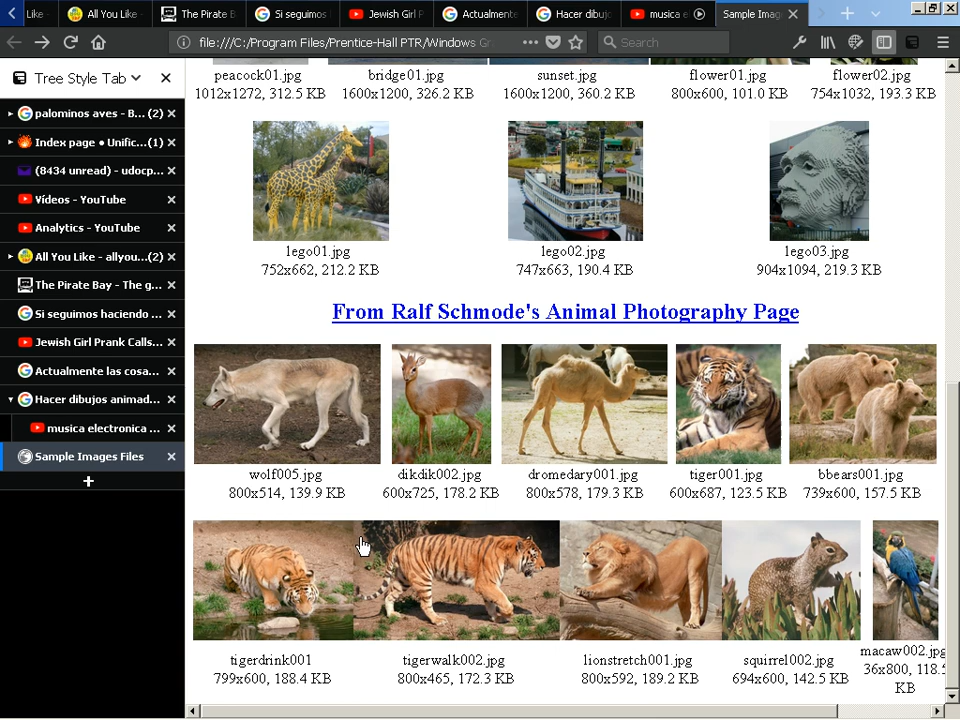 Like
All You Like
The Pirate B
Si seguimos
Jewish Girl P
Actualmente
Hacer dibujo
musica el
Sample Imag
file:///C:/Program Files/Prentice-Hall PTR/Windows Gr
Search
Tree Style Tab
palominos aves - B... (2)
Index page • Unific...(1)
(8434 unread) - udocp...
Vídeos - YouTube
Analytics - YouTube
All You Like - allyou...(2)
The Pirate Bay - The g...
Si seguimos haciendo ...
Jewish Girl Prank Calls...
Actualmente las cosa...
Hacer dibujos animad...
musica electronica ...
Sample Images Files
peacock01.jpg
1012x1272, 312.5 KB
bridge01.jpg
1600x1200, 326.2 KB
sunset.jpg
1600x1200, 360.2 KB
flower01.jpg
800x600, 101.0 KB
flower02.jpg
754x1032, 193.3 KB
lego01.jpg
752x662, 212.2 KB
lego02.jpg
747x663, 190.4 KB
lego03.jpg
904x1094, 219.3 KB
From Ralf Schmode's Animal Photography Page
wolf005.jpg
800x514, 139.9 KB
dikdik002.jpg
600x725, 178.2 KB
dromedary001.jpg
800x578, 179.3 KB
tiger001.jpg
600x687, 123.5 KB
bbears001.jpg
739x600, 157.5 KB
tigerdrink001
799x600, 188.4 KB
tigerwalk002.jpg
800x465, 172.3 KB
lionstretch001.jpg
800x592, 189.2 KB
squirrel002.jpg
694x600, 142.5 KB
macaw002.jpg
36x800, 118.5
KB